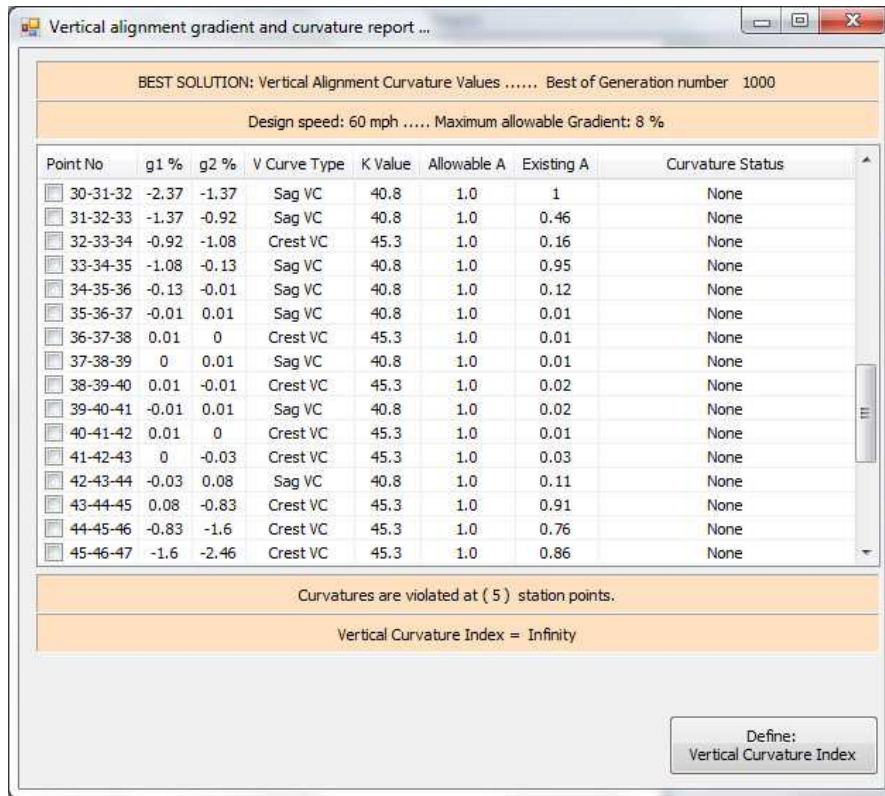 Vertical alignment gradient and curvature report ...
BEST SOLUTION: Vertical Alignment Curvature Values ...... Best of Generation number 1000
Design speed: 60 mph ..... Maximum allowable Gradient: 8 %
Point No g1 % g2 % V Curve Type K Value Allowable A Existing A Curvature Status
30-31-32 -2.37 -1.37 Sag VC 40.8 1.0 1 None
31-32-33 -1.37 -0.92 Sag VC 40.8 1.0 0.46 None
32-33-34 -0.92 -1.08 Crest VC 45.3 1.0 0.16 None
33-34-35 -1.08 -0.13 Sag VC 40.8 1.0 0.95 None
34-35-36 -0.13 -0.01 Sag VC 40.8 1.0 0.12 None
35-36-37 -0.01 0.01 Sag VC 40.8 1.0 0.01 None
36-37-38 0.01 0 Crest VC 45.3 1.0 0.01 None
37-38-39 0 0.01 Sag VC 40.8 1.0 0.01 None
38-39-40 0.01 -0.01 Crest VC 45.3 1.0 0.02 None
39-40-41 -0.01 0.01 Sag VC 40.8 1.0 0.02 None
40-41-42 0.01 0 Crest VC 45.3 1.0 0.01 None
41-42-43 0 -0.03 Crest VC 45.3 1.0 0.03 None
42-43-44 -0.03 0.08 Sag VC 40.8 1.0 0.11 None
43-44-45 0.08 -0.83 Crest VC 45.3 1.0 0.91 None
44-45-46 -0.83 -1.6 Crest VC 45.3 1.0 0.76 None
45-46-47 -1.6 -2.46 Crest VC 45.3 1.0 0.86 None
Curvatures are violated at ( 5 ) station points.
Vertical Curvature Index = Infinity
Define:
Vertical Curvature Index